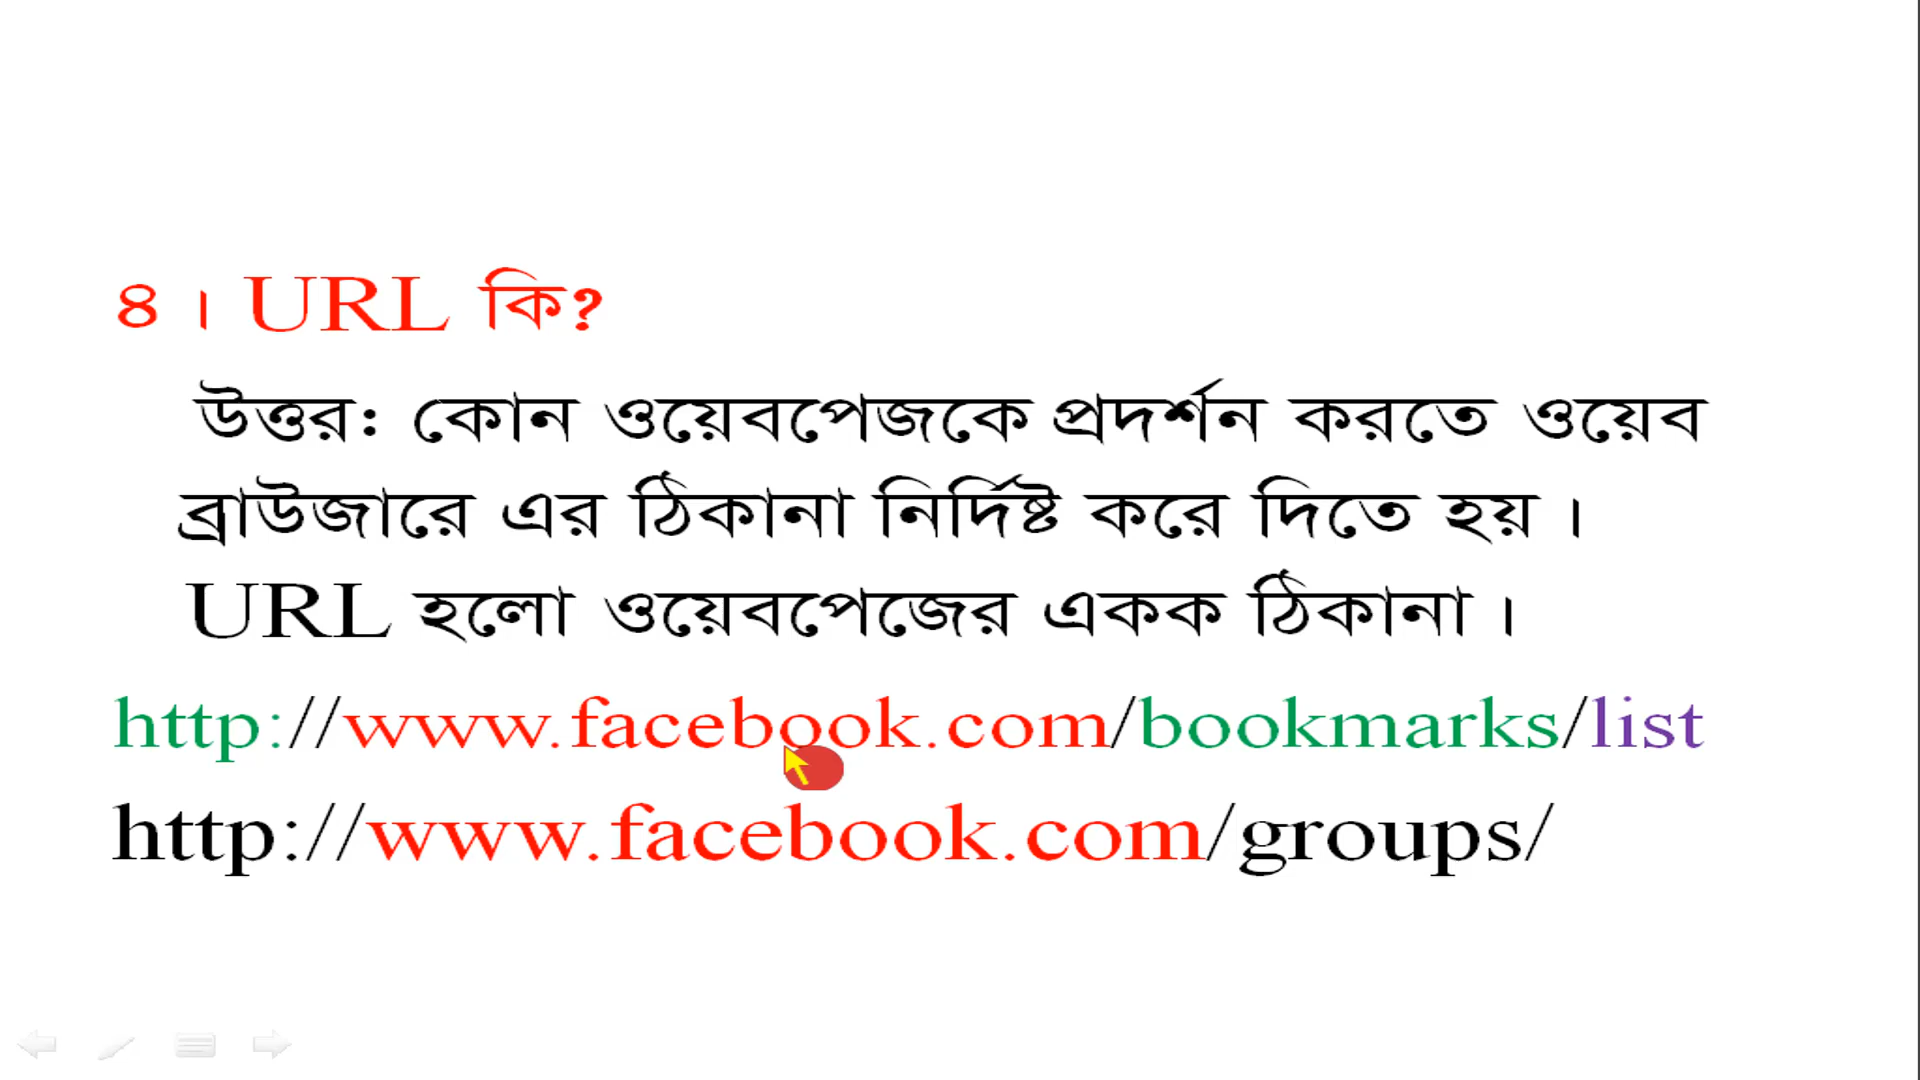 ৪ । URL কি?
উত্তর: কোন ওয়েবপেজকে প্রদর্শন করতে ওয়েব
ব্রাউজারে এর ঠিকানা নির্দিষ্ট করে দিতে হয় ।
URL হলো ওয়েবপেজের একক ঠিকানা ।
http://www.facebook.com/bookmarks/list
http://www.facebook.com/groups/